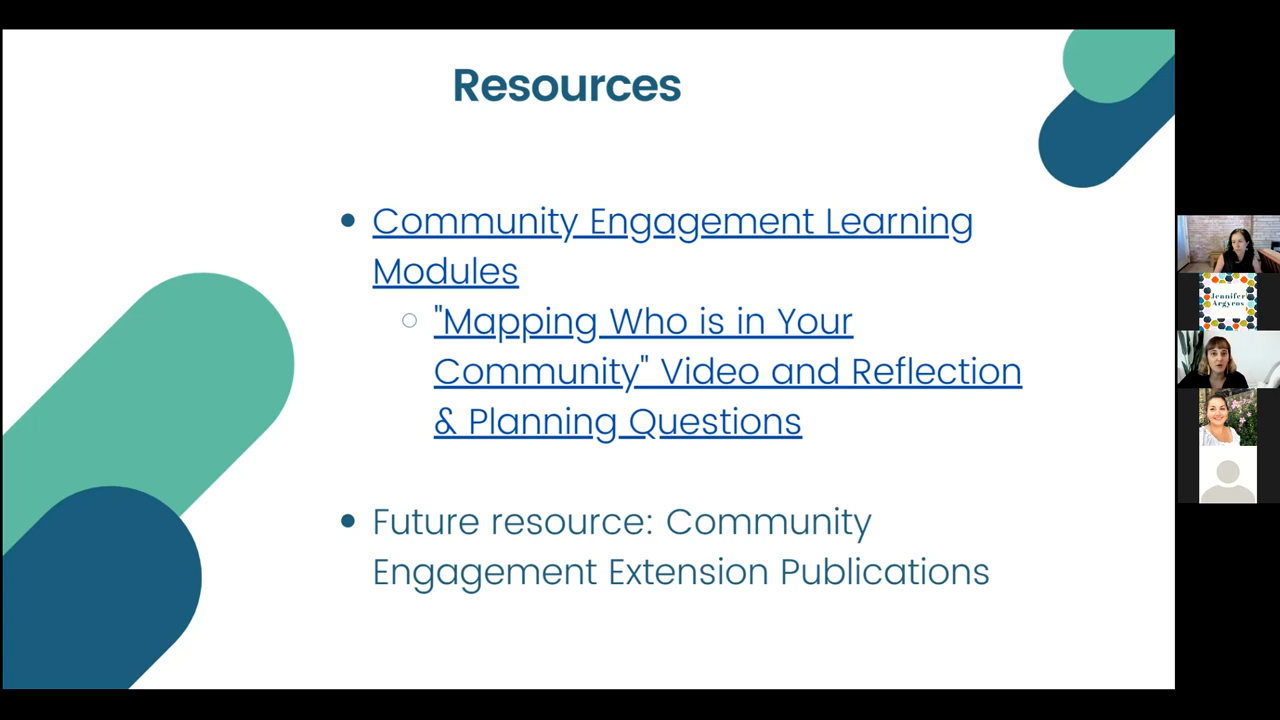 Resources
Community Engagement Learning
Modules
"Mapping Who is in Your
Community" Video and Reflection
& Planning Questions
Future resource: Community
Engagement Extension Publications
Jennifer
Argyros